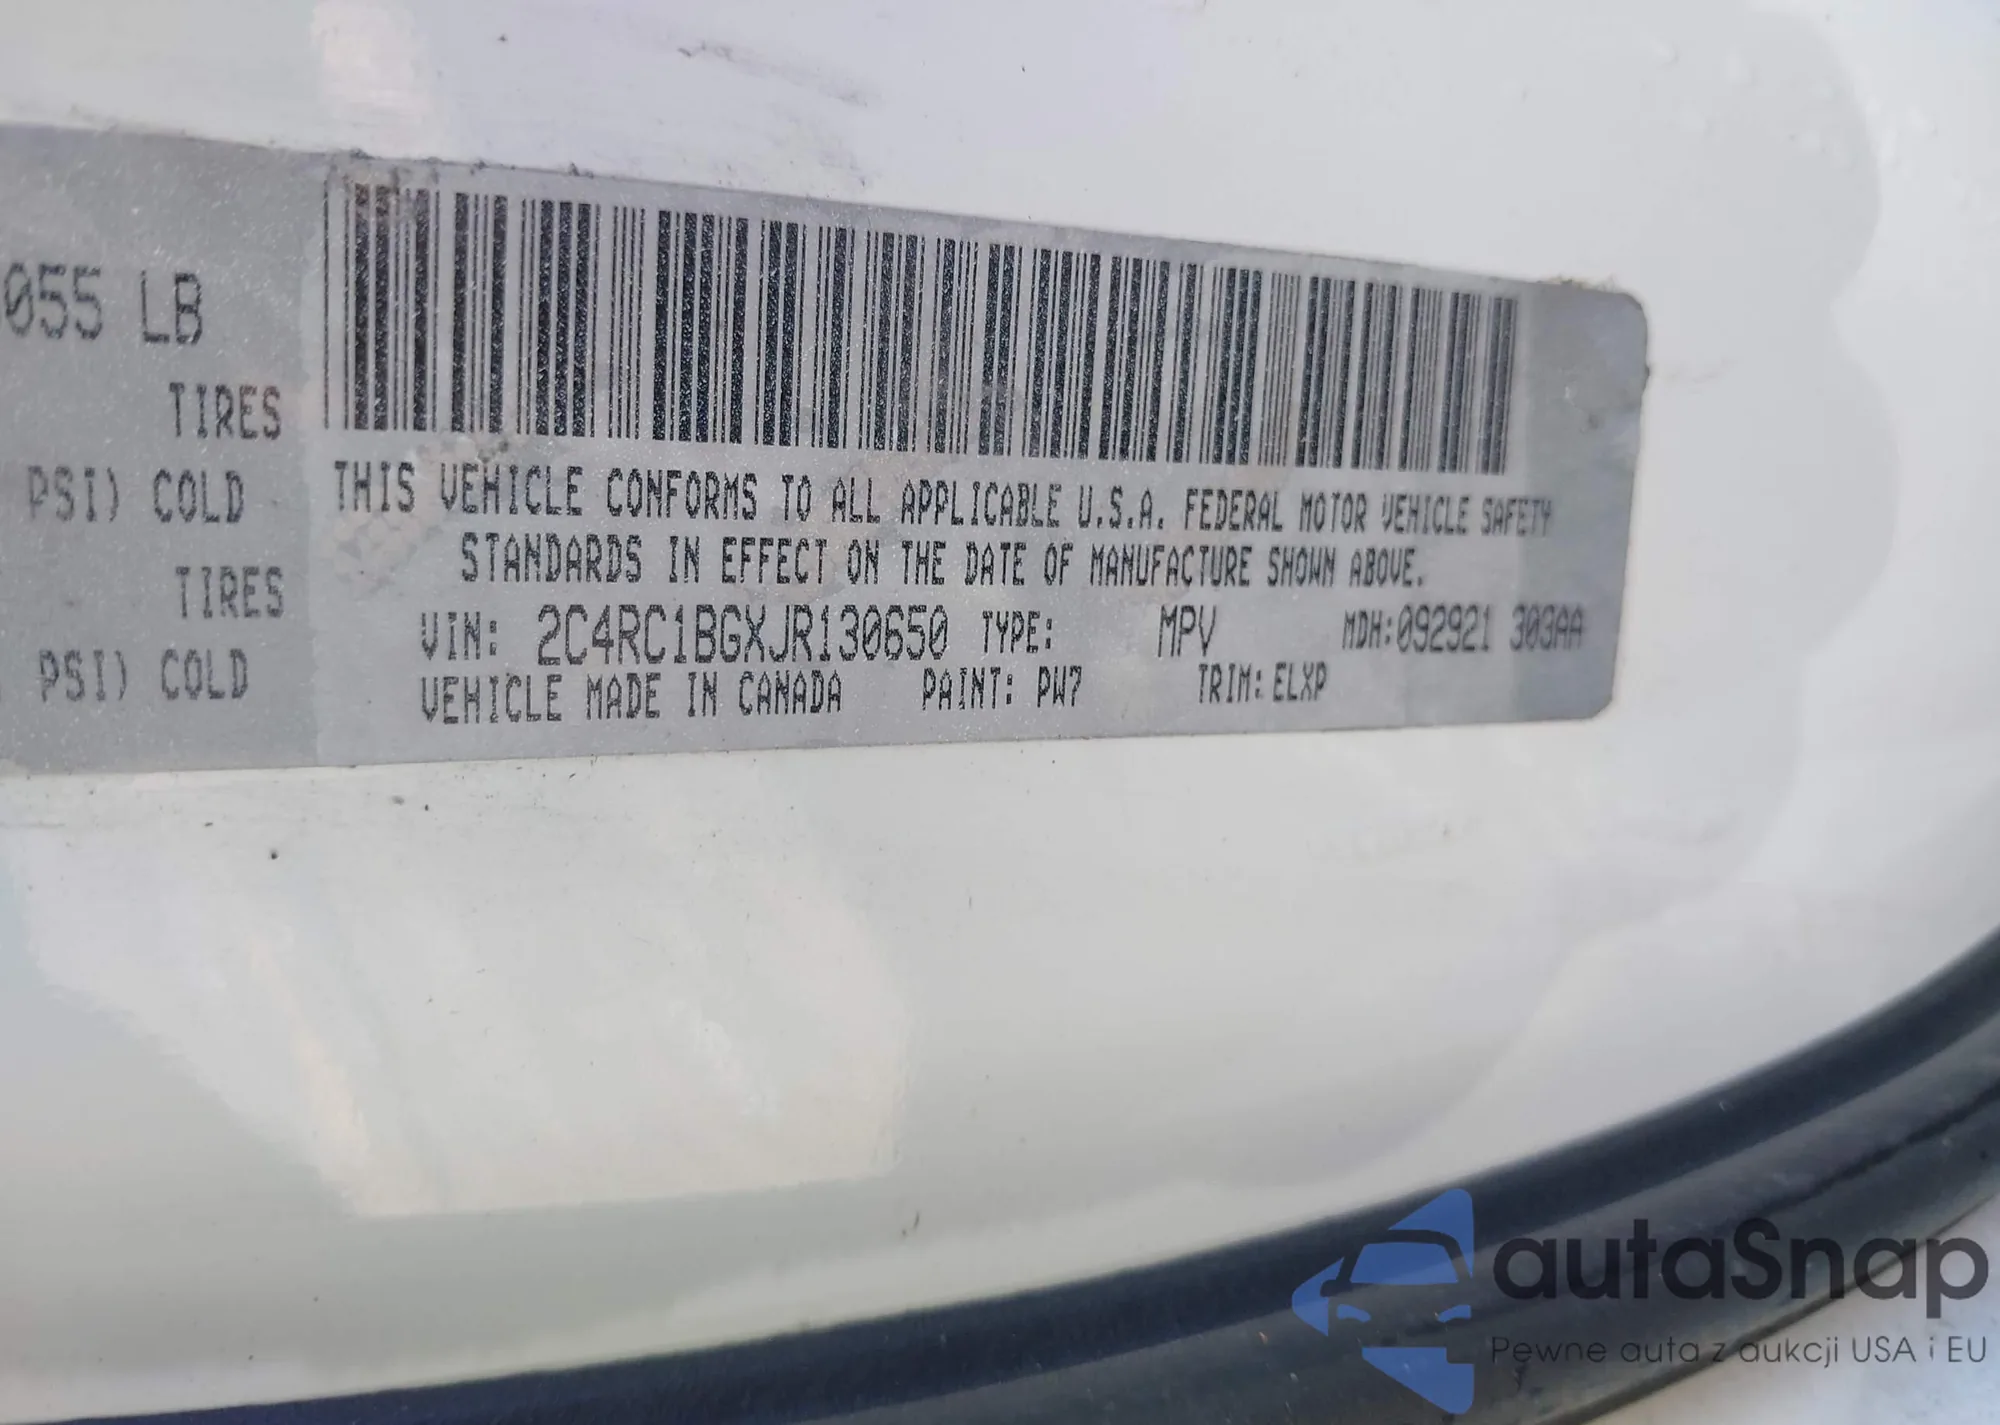 055 LB
TIRES
PSI) COLD
TIRES
PSI) COLD
THIS VEHICLE CONFORMS TO ALL APPLICABLE U.S.A. FEDERAL MOTOR VEHICLE SAFETY
STANDARDS IN EFFECT ON THE DATE OF MANUFACTURE SHOWN ABOVE.
VIN: 2C4RC1BGXJR130650 TYPE: MPV MDH:092921 303AA
VEHICLE MADE IN CANADA PAINT: PW7 TRIM: ELXP
autoSnap
Pewne auta z aukcji USA i EU